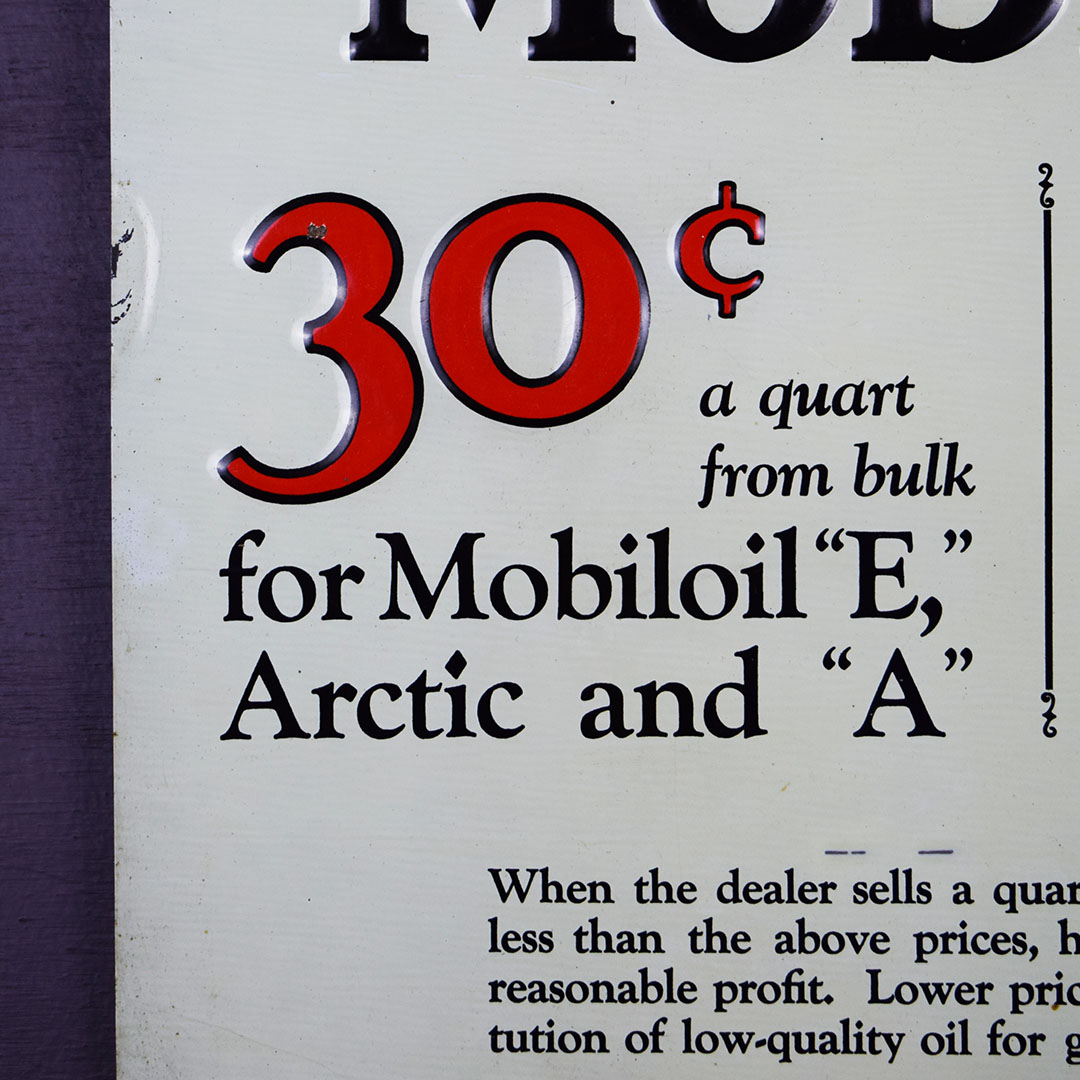 30¢
a quart
from bulk
for Mobiloil “E,”
Arctic and “A”
When the dealer sells a
less than the above prices,
reasonable profit. Lower
tution of low-quality oil for